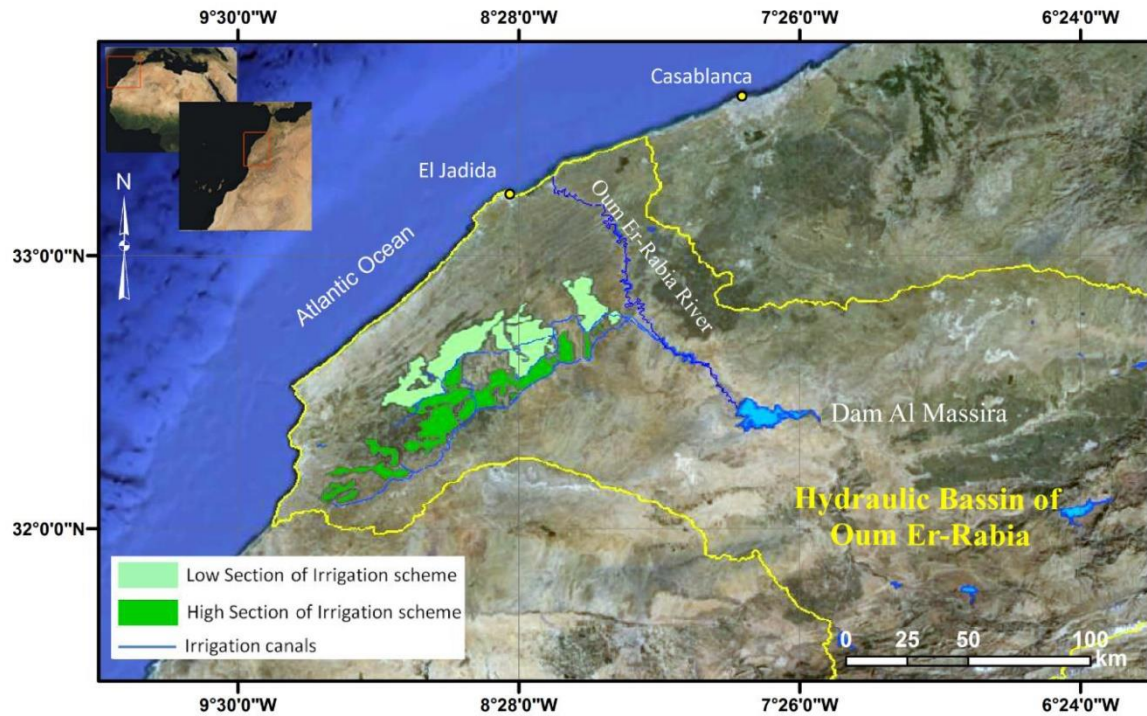 9°30'0"W 8°28'0"W 7°26'0"W 6°24'0"W
Casablanca
El Jadida
N
Oum Er-Rabia River
33°0'0"N
Atlantic Ocean
Dam Al Massira
Hydraulic Bassin of
Oum Er-Rabia
32°0'0"N
Low Section of Irrigation scheme
High Section of Irrigation scheme
Irrigation canals
0 25 50 100
km
9°30'0"W 8°28'0"W 7°26'0"W 6°24'0"W